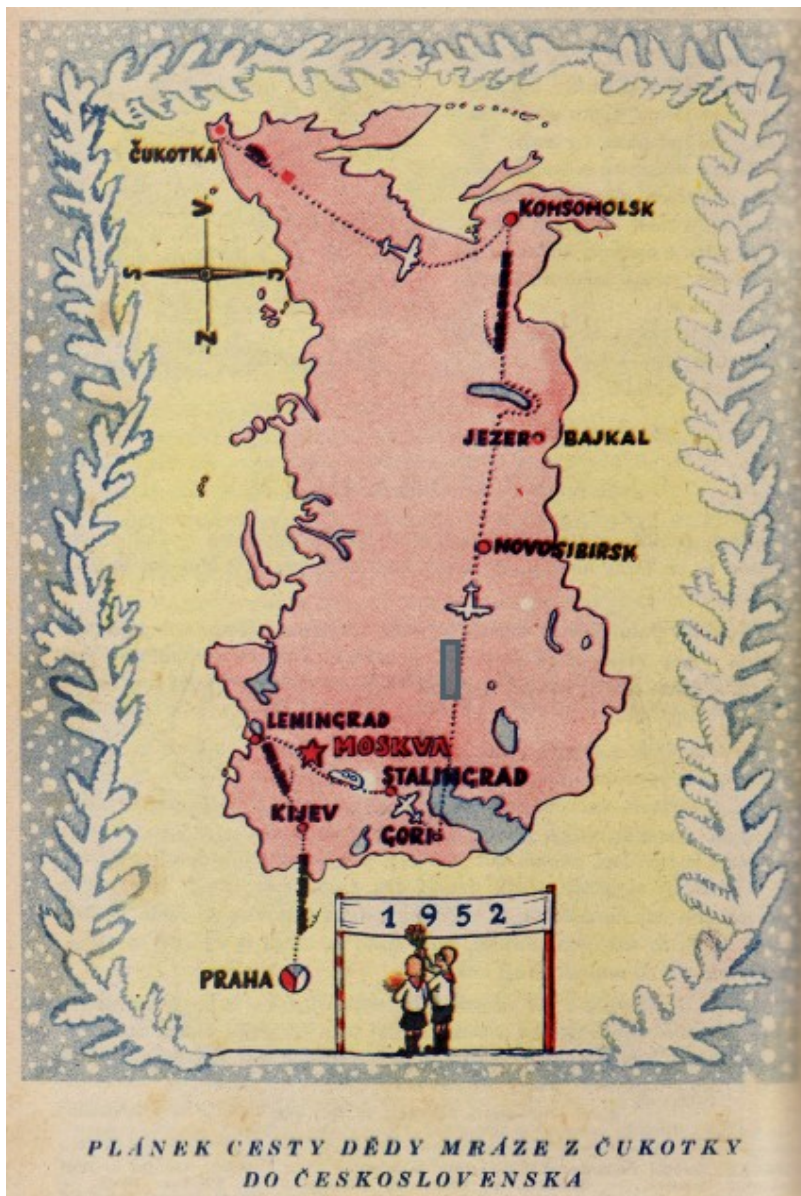 ČUKOTKA
V.
S
J
Z
KOMSOMOLSK
JEZERO BAJKAL
NOVOSIBIRSK
LENINGRAD
MOSKVA
STALINGRAD
KIJEV
GORI
1952
PRAHA
PLÁNEK CESTY DĚDY MRÁZE Z ČUKOTKY
DO ČESKOSLOVENSKA